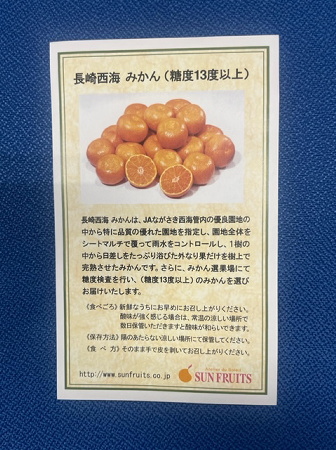 長崎西海 みかん（糖度13度以上）
長崎西海 みかんは、JAながさき西海管内の優良園地の
中から特に品質の優れた園地を指定し、園地全体を
シートマルチで覆って雨水をコントロールし、1樹の
中から日差しをたっぷり浴びた外なり果だけを樹上で
完熟させたみかんです。さらに、みかん選果場にて
糖度検査を行い、（糖度13度以上）のみかんを選び
お届けいたします。
《食べごろ》新鮮なうちにお早めにお召し上がりください。
酸味が強く感じる場合は、常温の涼しい場所で
数日保管いただきますと酸味が和らいできます。
《保存方法》陽のあたらない涼しい場所にて保管してください。
《食 べ 方》そのまま手で皮を剥いてお召し上がりください。
http://www.sunfruits.co.jp
SUN FRUITS